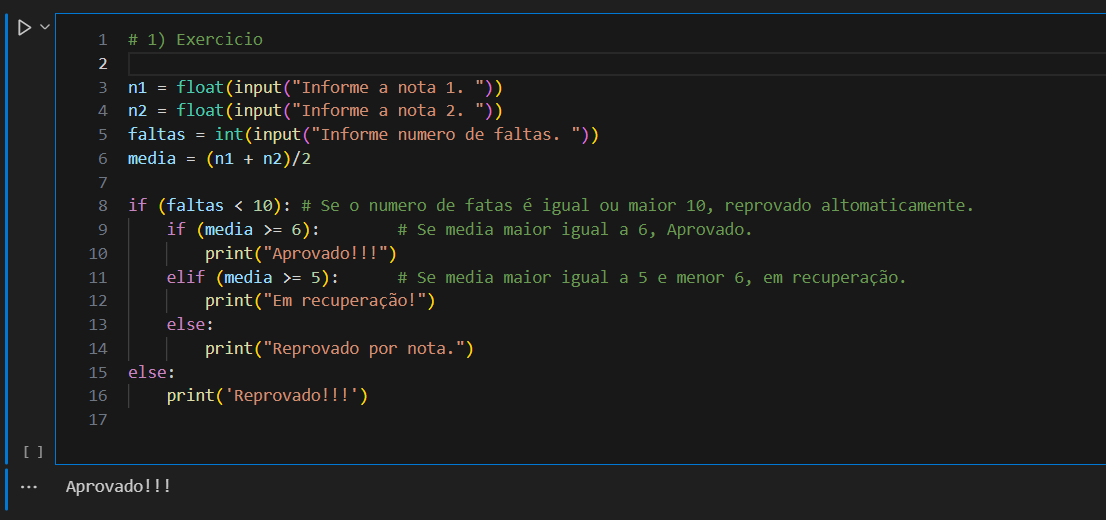 1 # 1) Exercicio
2
3 n1 = float(input("Informe a nota 1. "))
4 n2 = float(input("Informe a nota 2. "))
5 faltas = int(input("Informe numero de faltas. "))
6 media = (n1 + n2)/2
7
8 if (faltas < 10): # Se o numero de fatas é igual ou maior 10, reprovado altomaticamente.
9     if (media >= 6):        # Se media maior igual a 6, Aprovado.
10         print("Aprovado!!!")
11     elif (media >= 5):      # Se media maior igual a 5 e menor 6, em recuperação.
12         print("Em recuperação!")
13     else:
14         print("Reprovado por nota.")
15 else:
16     print('Reprovado!!!')
17
[ ]
... Aprovado!!!